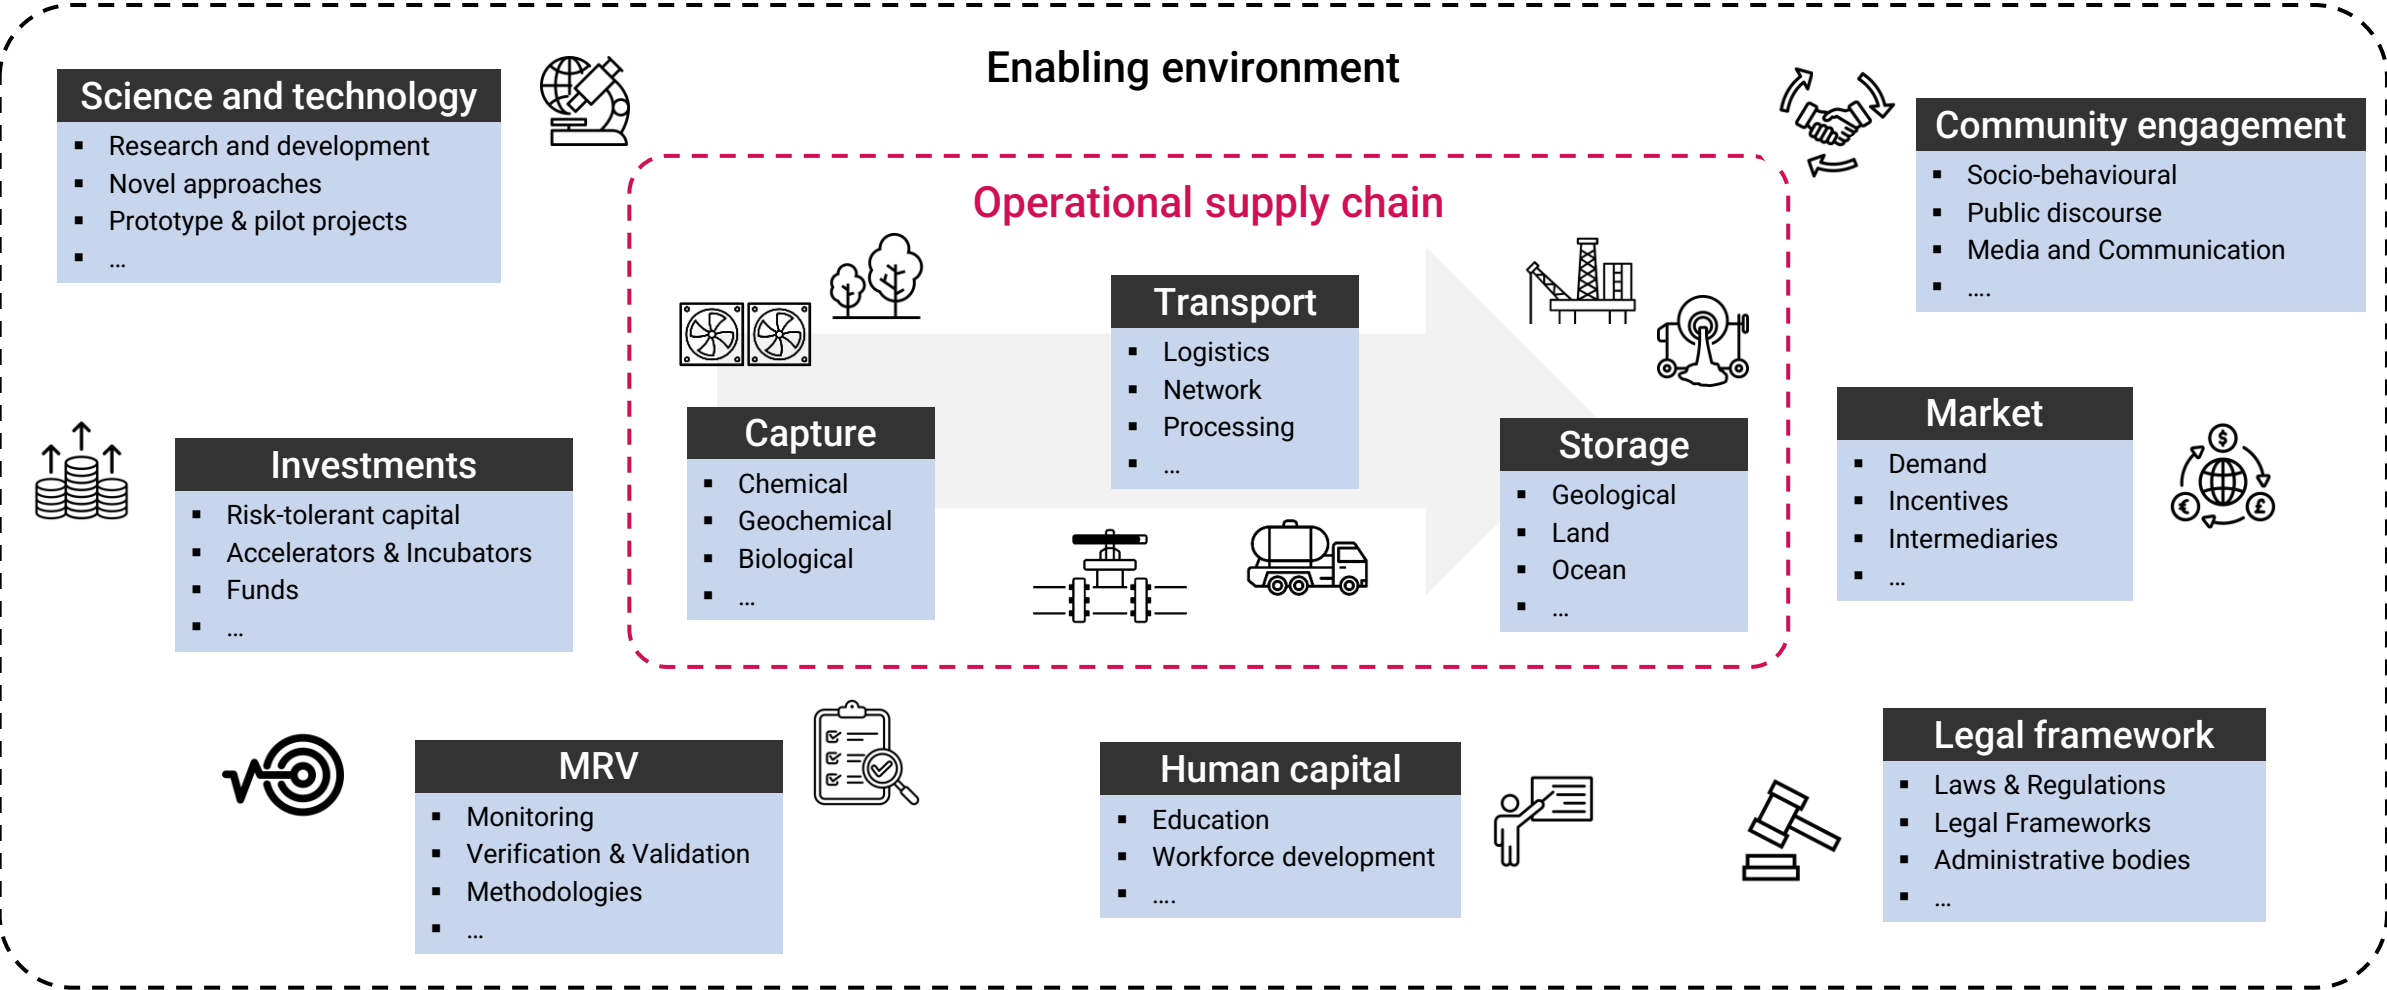 Enabling environment
Science and technology
▪ Research and development
▪ Novel approaches
▪ Prototype & pilot projects
▪ ...
Community engagement
▪ Socio-behavioural
▪ Public discourse
▪ Media and Communication
▪ ....
Operational supply chain
Capture
▪ Chemical
▪ Geochemical
▪ Biological
▪ ...
Transport
▪ Logistics
▪ Network
▪ Processing
▪ ...
Storage
▪ Geological
▪ Land
▪ Ocean
▪ ...
Investments
▪ Risk-tolerant capital
▪ Accelerators & Incubators
▪ Funds
▪ ...
Market
▪ Demand
▪ Incentives
▪ Intermediaries
▪ ...
$
€
£
MRV
▪ Monitoring
▪ Verification & Validation
▪ Methodologies
▪ ...
Human capital
▪ Education
▪ Workforce development
▪ ....
Legal framework
▪ Laws & Regulations
▪ Legal Frameworks
▪ Administrative bodies
▪ ...